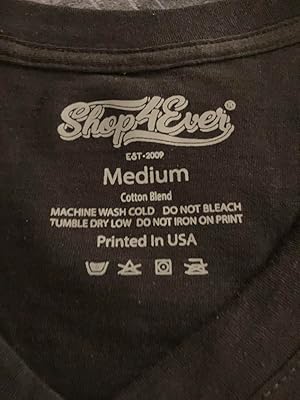 Shop4Ever®
EST•2009
Medium
Cotton Blend
MACHINE WASH COLD DO NOT BLEACH
TUMBLE DRY LOW DO NOT IRON ON PRINT
Printed In USA